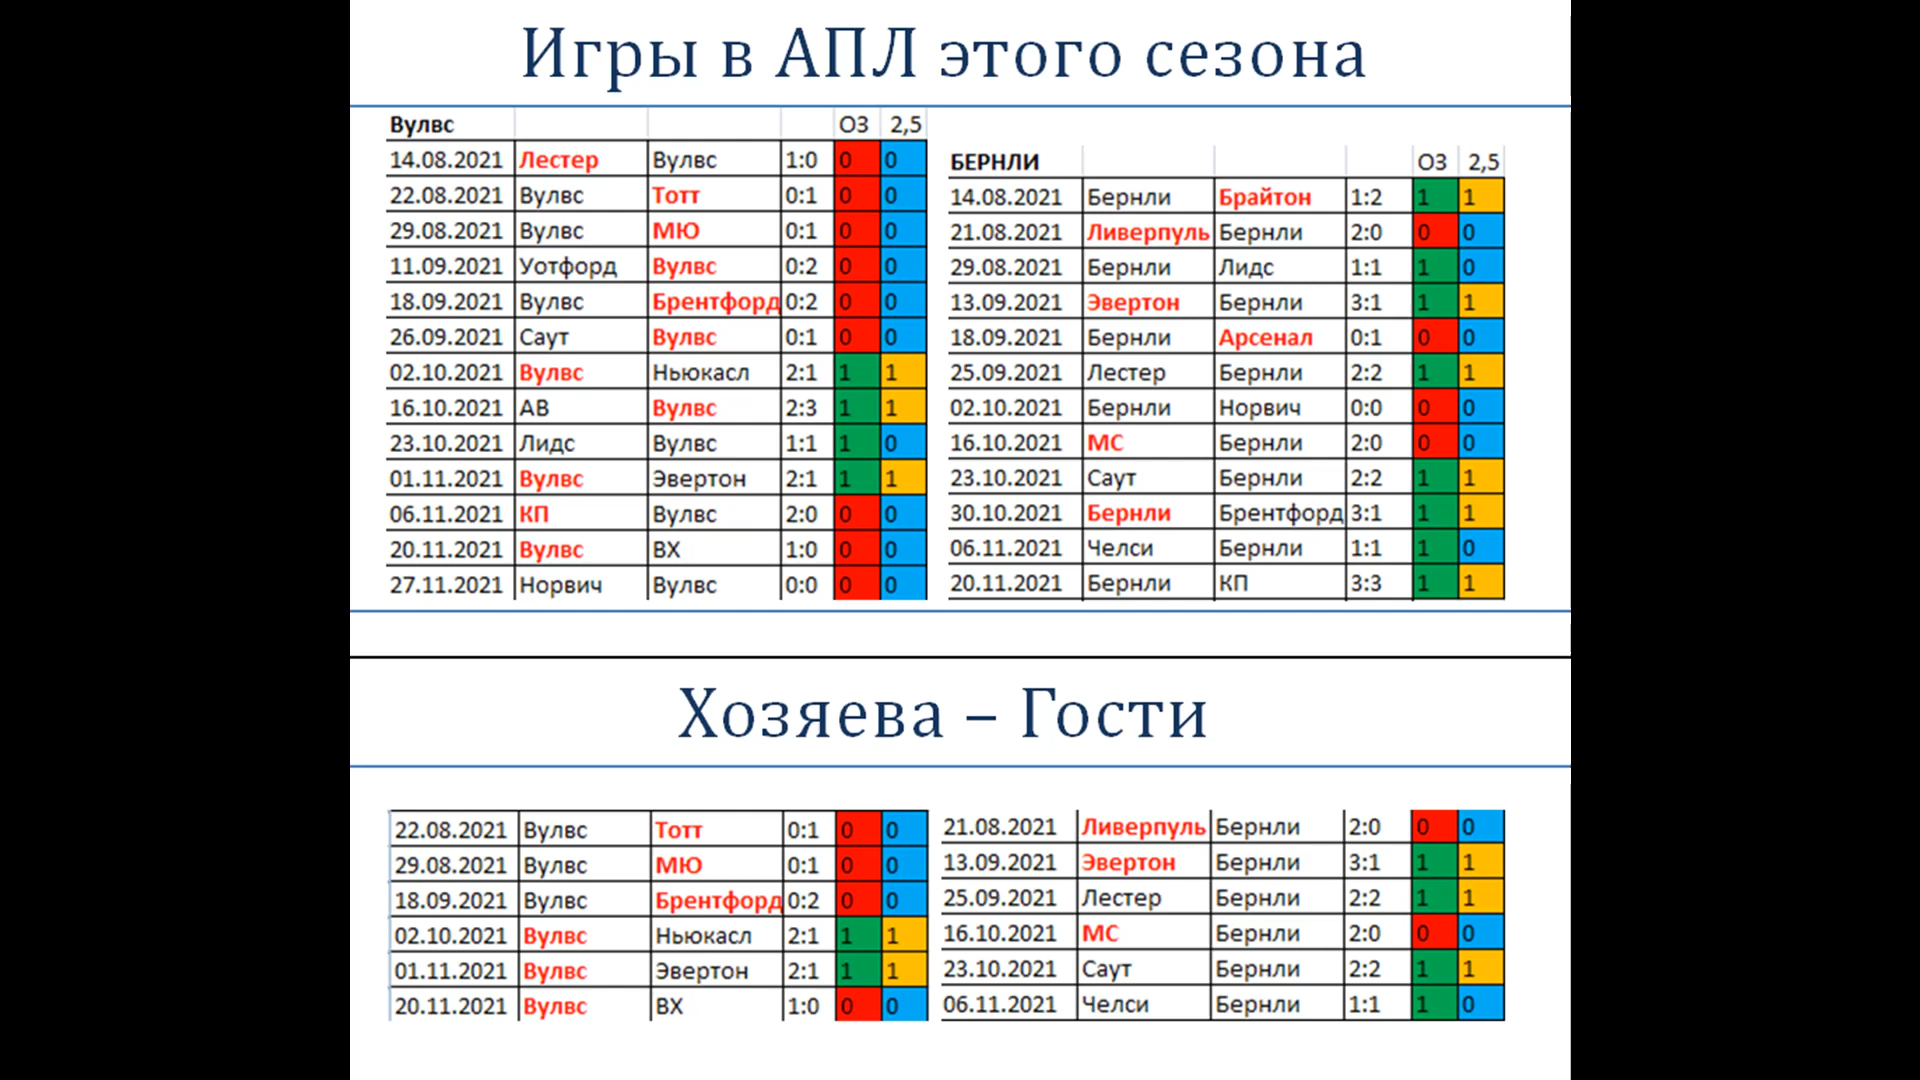 Игры в АПЛ этого сезона
Вулвс ОЗ 2,5
14.08.2021 Лестер Вулвс 1:0 0 0
22.08.2021 Вулвс Тотт 0:1 0 0
29.08.2021 Вулвс МЮ 0:1 0 0
11.09.2021 Уотфорд Вулвс 0:2 0 0
18.09.2021 Вулвс Брентфорд 0:2 0 0
26.09.2021 Саут Вулвс 0:1 0 0
02.10.2021 Вулвс Ньюкасл 2:1 1 1
16.10.2021 АВ Вулвс 2:3 1 1
23.10.2021 Лидс Вулвс 1:1 1 0
01.11.2021 Вулвс Эвертон 2:1 1 1
06.11.2021 КП Вулвс 2:0 0 0
20.11.2021 Вулвс ВХ 1:0 0 0
27.11.2021 Норвич Вулвс 0:0 0 0
БЕРНЛИ ОЗ 2,5
14.08.2021 Бернли Брайтон 1:2 1 1
21.08.2021 Ливерпуль Бернли 2:0 0 0
29.08.2021 Бернли Лидс 1:1 1 0
13.09.2021 Эвертон Бернли 3:1 1 1
18.09.2021 Бернли Арсенал 0:1 0 0
25.09.2021 Лестер Бернли 2:2 1 1
02.10.2021 Бернли Норвич 0:0 0 0
16.10.2021 МС Бернли 2:0 0 0
23.10.2021 Саут Бернли 2:2 1 1
30.10.2021 Бернли Брентфорд 3:1 1 1
06.11.2021 Челси Бернли 1:1 1 0
20.11.2021 Бернли КП 3:3 1 1
Хозяева – Гости
22.08.2021 Вулвс Тотт 0:1 0 0
29.08.2021 Вулвс МЮ 0:1 0 0
18.09.2021 Вулвс Брентфорд 0:2 0 0
02.10.2021 Вулвс Ньюкасл 2:1 1 1
01.11.2021 Вулвс Эвертон 2:1 1 1
20.11.2021 Вулвс ВХ 1:0 0 0
21.08.2021 Ливерпуль Бернли 2:0 0 0
13.09.2021 Эвертон Бернли 3:1 1 1
25.09.2021 Лестер Бернли 2:2 1 1
16.10.2021 МС Бернли 2:0 0 0
23.10.2021 Саут Бернли 2:2 1 1
06.11.2021 Челси Бернли 1:1 1 0